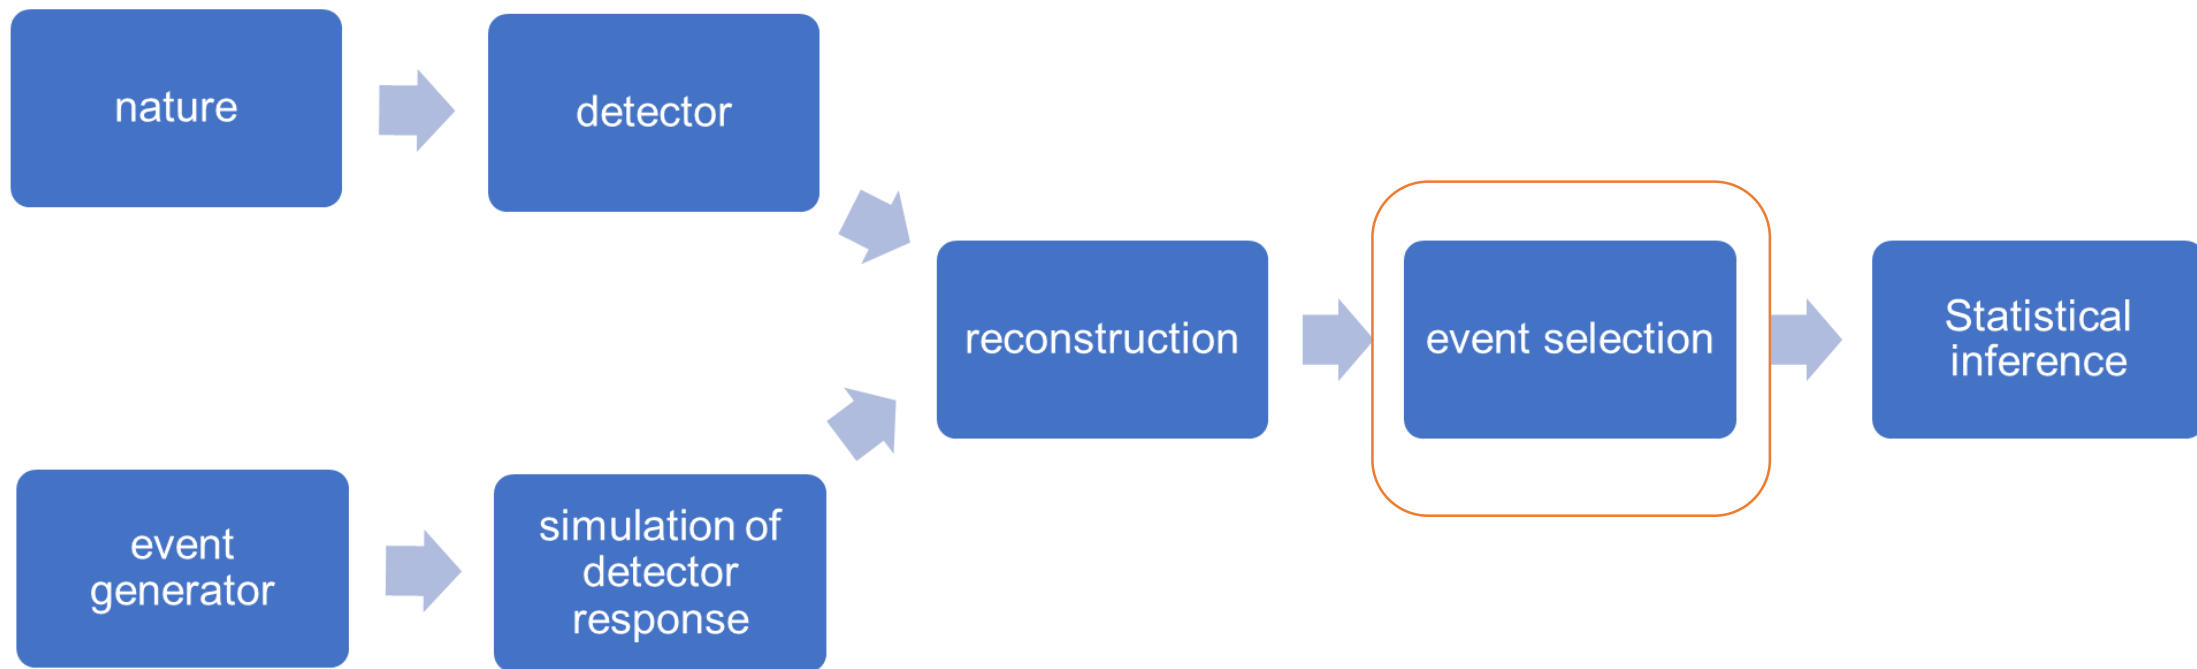 nature
detector
reconstruction
event selection
Statistical
inference
event
generator
simulation of
detector
response